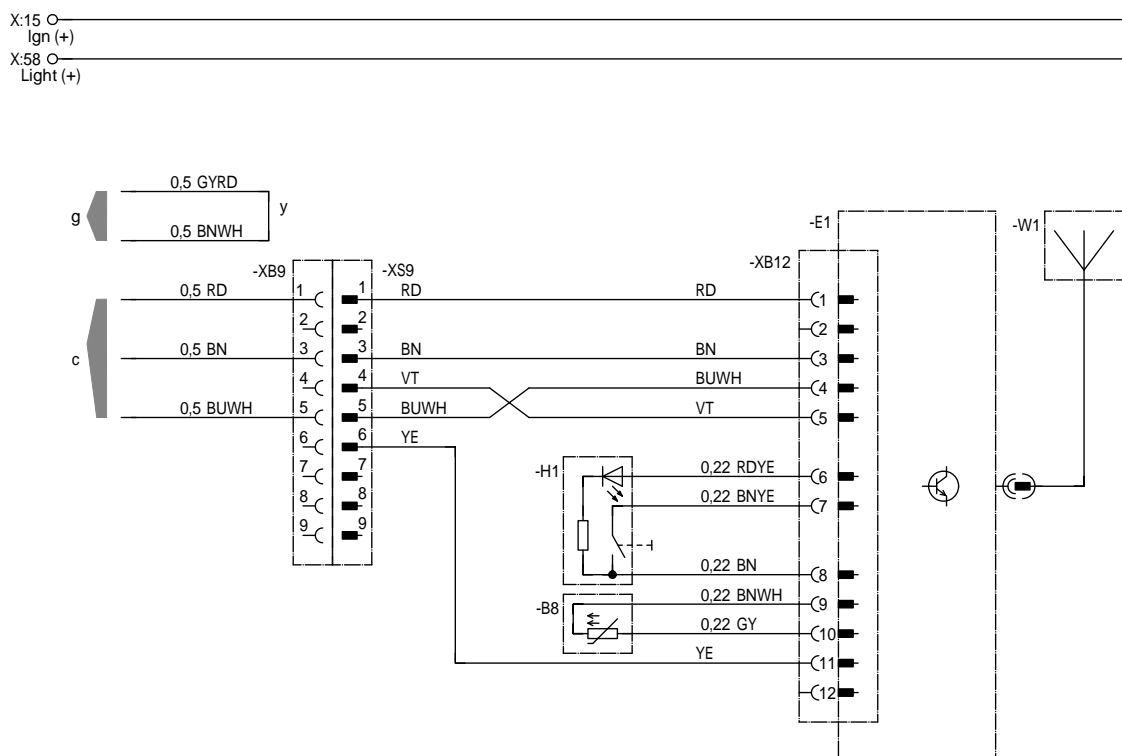 X:15
Ign (+)
X:58
Light (+)
0,5 GYRD
g
y
0,5 BNWH
-E1
-W1
-XB9
-XS9
-XB12
0,5 RD 1 1 RD RD 1
2 2 2
c
0,5 BN 3 3 BN BN 3
4 4 VT BUWH 4
0,5 BUWH 5 5 BUWH VT 5
6 6 YE
7 7
8 8
9 9
-H1
0,22 RDYE 6
0,22 BNYE 7
0,22 BN 8
-B8
0,22 BNWH 9
0,22 GY 10
YE 11
12